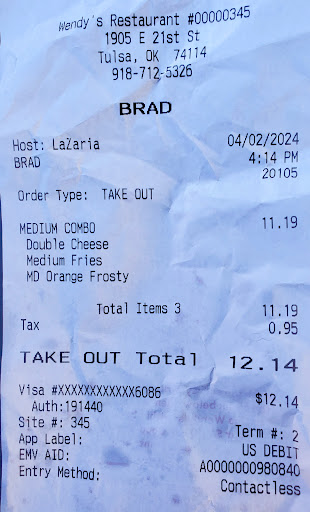 Wendy's Restaurant #00000345
1905 E 21st St
Tulsa, OK  74114
918-712-5326
BRAD
Host: LaZaria 04/02/2024
BRAD 4:14 PM
20105
Order Type:  TAKE OUT
MEDIUM COMBO 11.19
Double Cheese
Medium Fries
MD Orange Frosty
Total Items 3 11.19
Tax 0.95
TAKE OUT Total 12.14
Visa #XXXXXXXXXXXX6086 $12.14
Auth:191440
Site #: 345 Term #: 2
App Label: US DEBIT
EMV AID: A0000000980840
Entry Method: Contactless